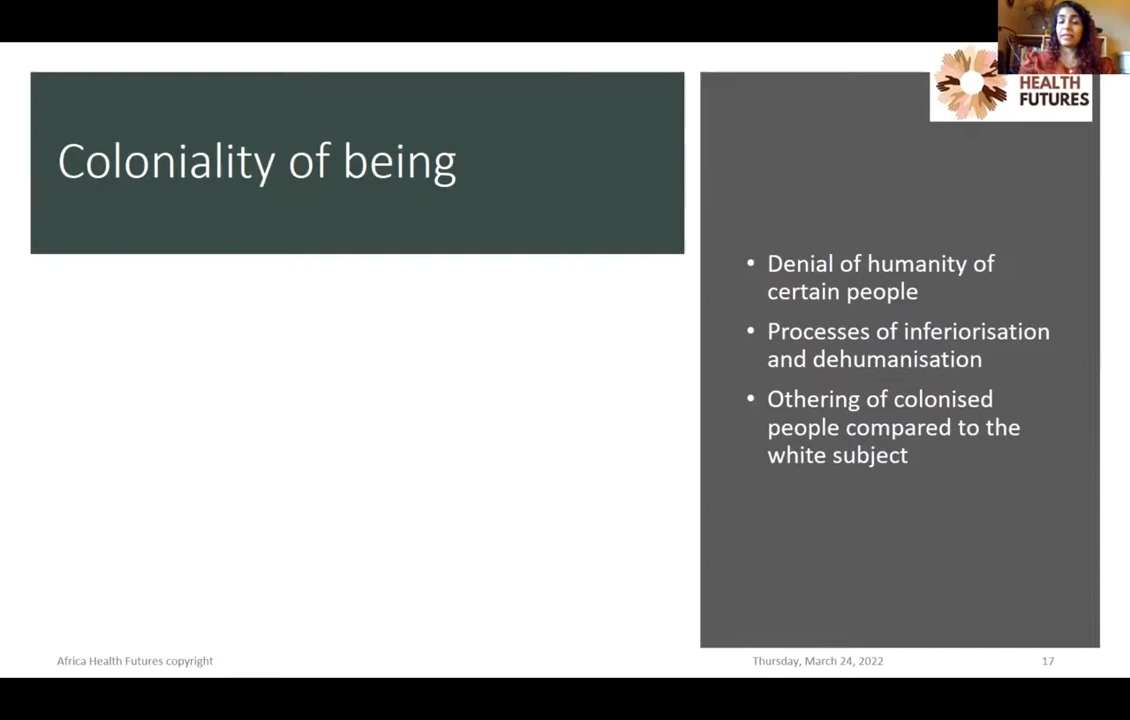 HEALTH
FUTURES
Coloniality of being
• Denial of humanity of
certain people
• Processes of inferiorisation
and dehumanisation
• Othering of colonised
people compared to the
white subject
Africa Health Futures copyright
Thursday, March 24, 2022
17